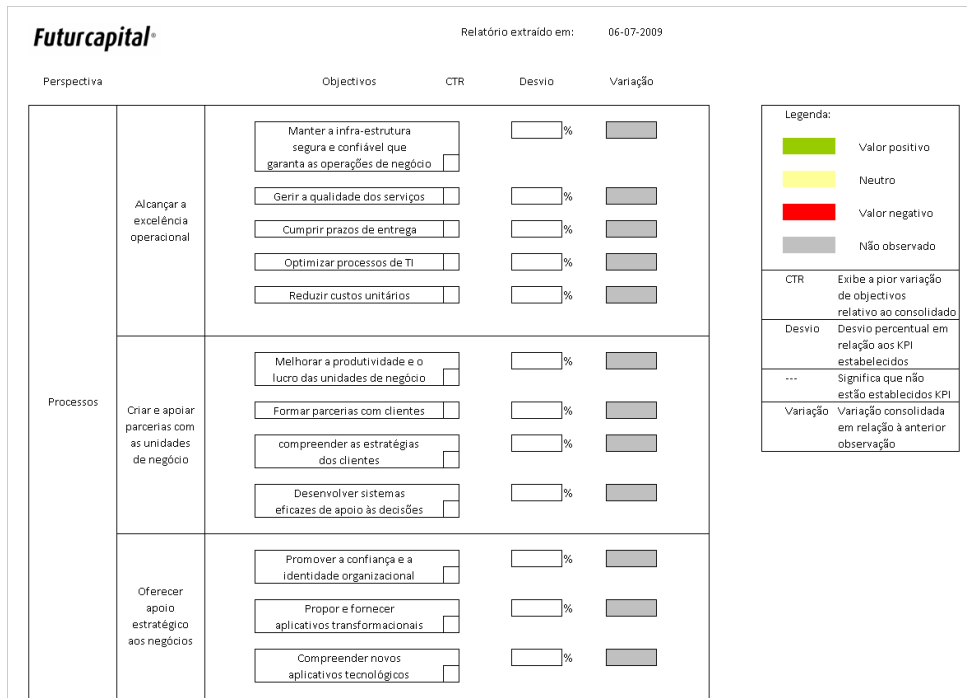 Futurcapital®
Relatório extraído em: 06-07-2009
Perspectiva Objectivos CTR Desvio Variação
Processos
Alcançar a
excelência
operacional
Manter a infra-estrutura
segura e confiável que
garanta as operações de negócio
%
Gerir a qualidade dos serviços
%
Cumprir prazos de entrega
%
Optimizar processos de TI
%
Reduzir custos unitários
%
Criar e apoiar
parcerias com
as unidades
de negócio
Melhorar a produtividade e o
lucro das unidades de negócio
%
Formar parcerias com clientes
%
compreender as estratégias
dos clientes
%
Desenvolver sistemas
eficazes de apoio às decisões
%
Oferecer
apoio
estratégico
aos negócios
Promover a confiança e a
identidade organizacional
%
Propor e fornecer
aplicativos transformacionais
%
Compreender novos
aplicativos tecnológicos
%
Legenda:
Valor positivo
Neutro
Valor negativo
Não observado
CTR Exibe a pior variação
de objectivos
relativo ao consolidado
Desvio Desvio percentual em
relação aos KPI
estabelecidos
--- Significa que não
estão establecidos KPI
Variação Variação consolidada
em relação à anterior
observação